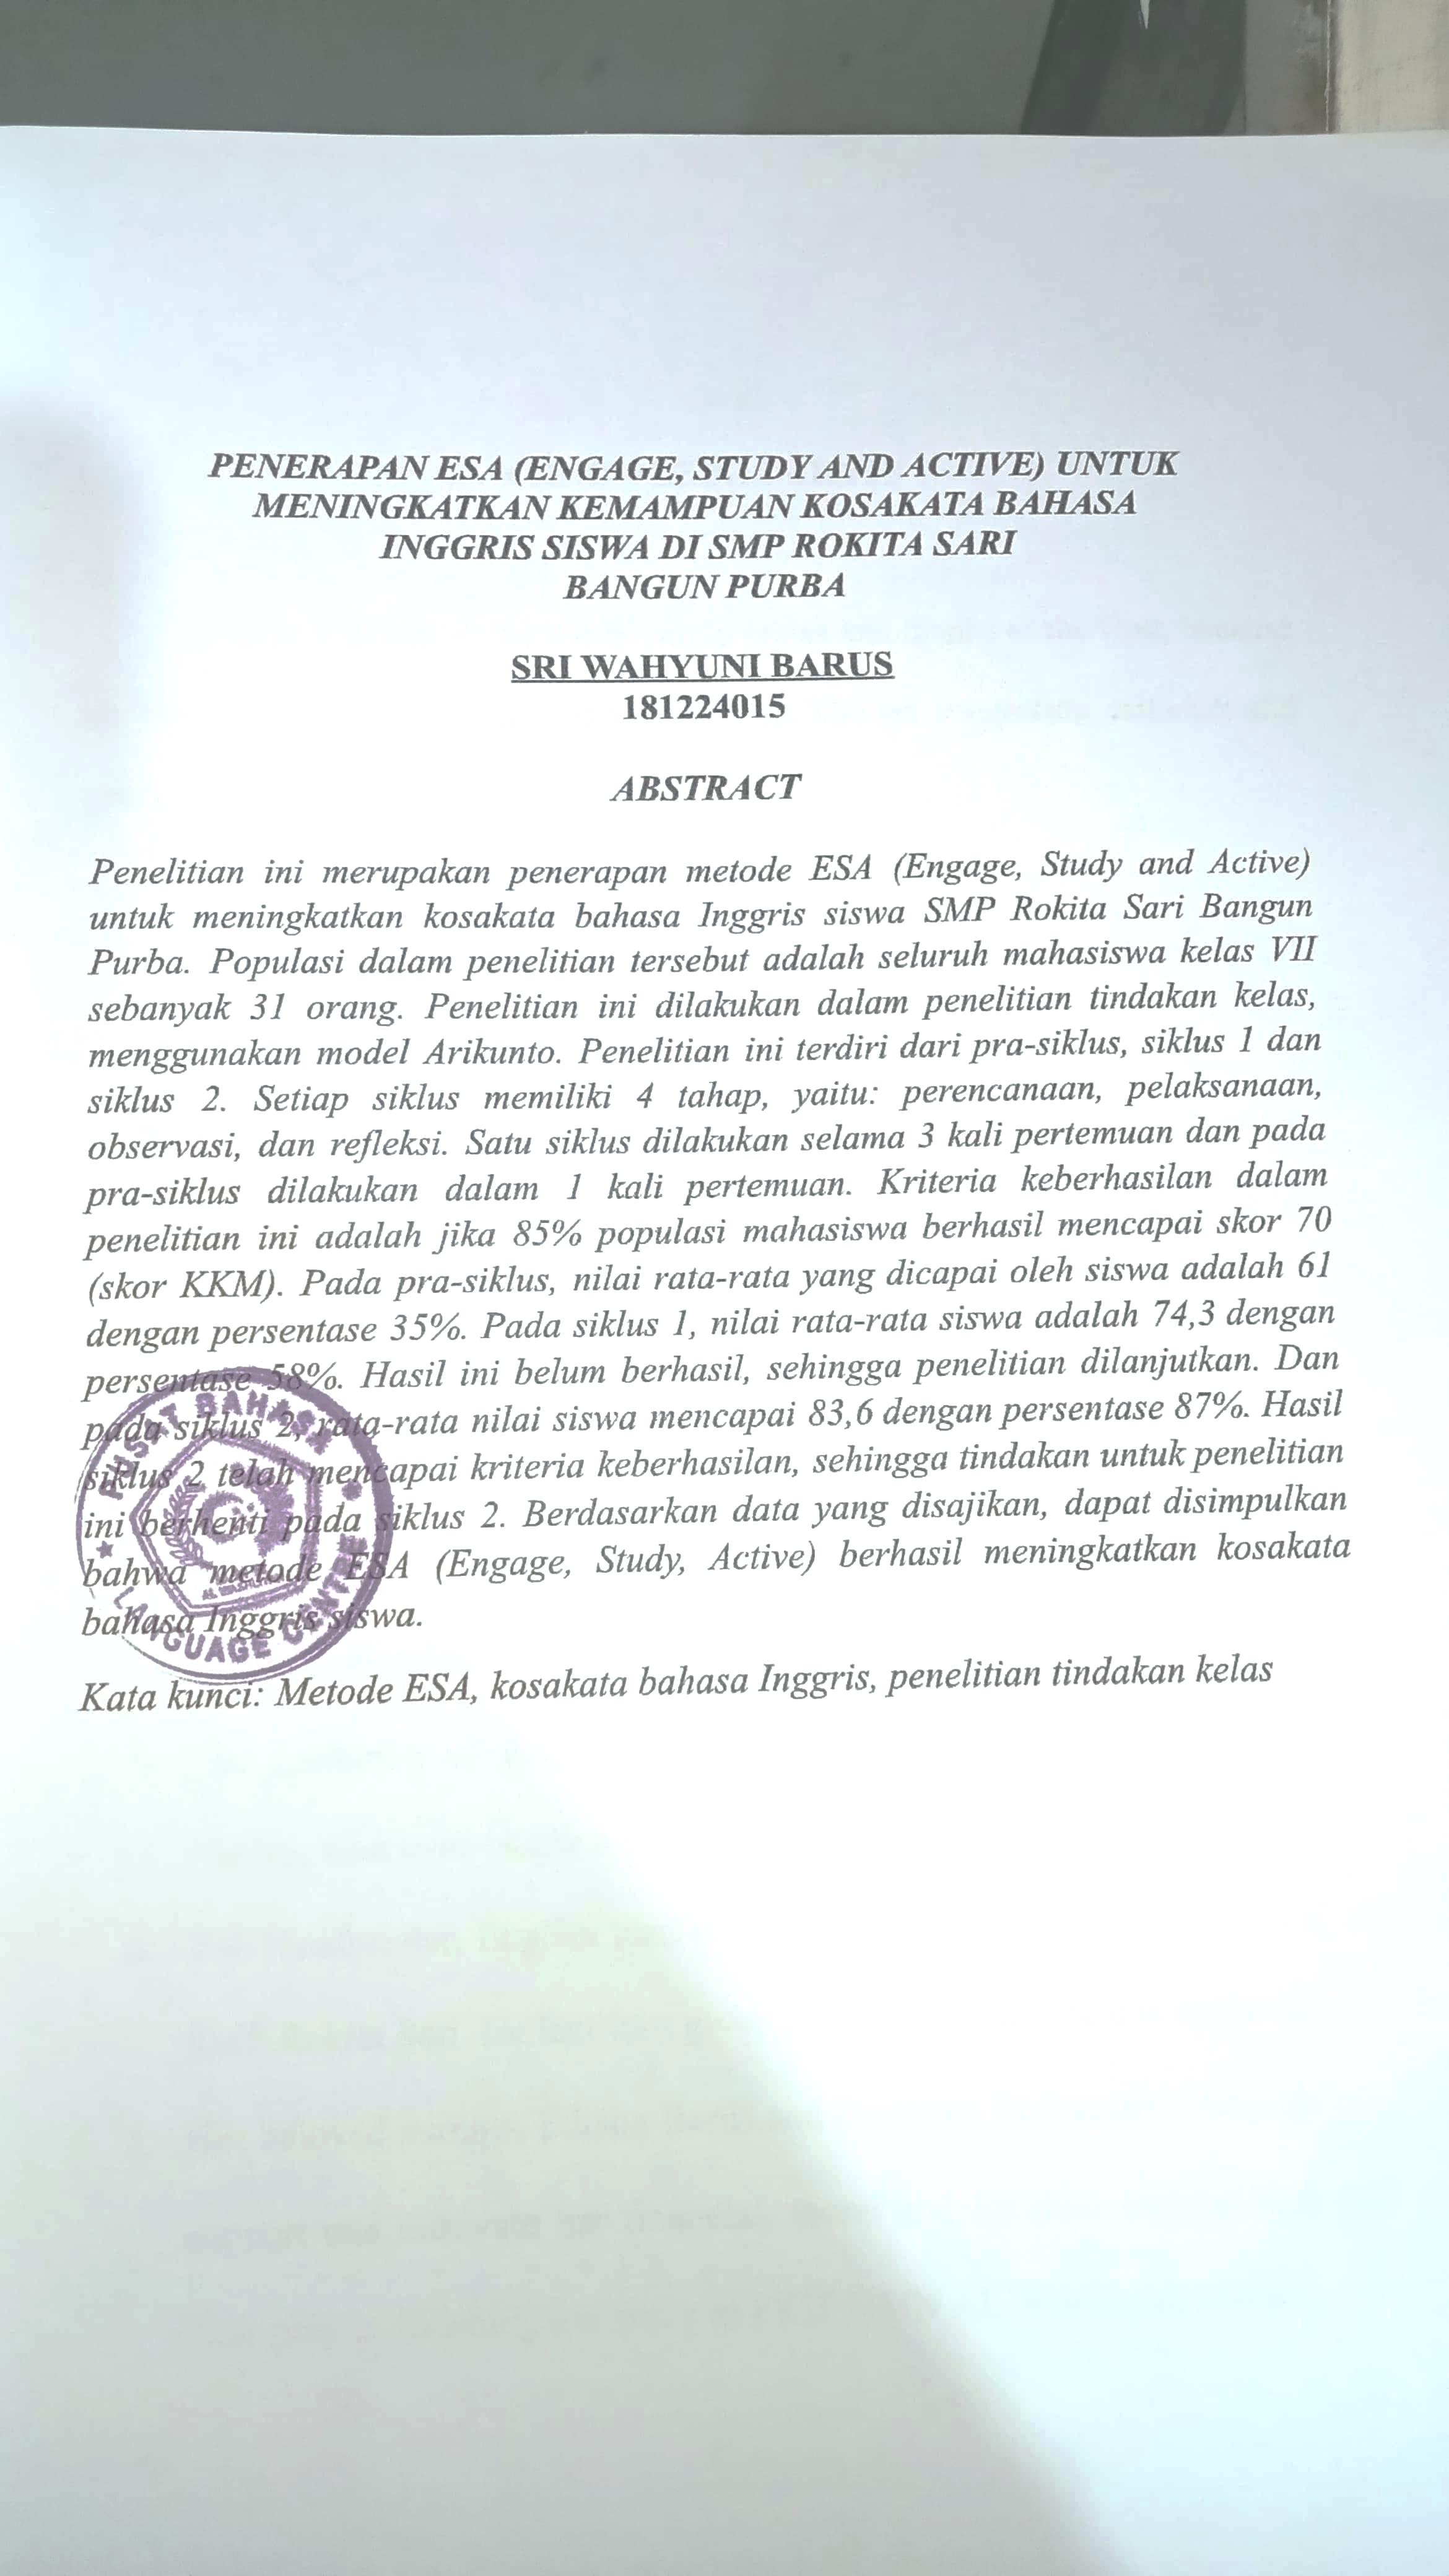 PENERAPAN ESA (ENGAGE, STUDY AND ACTIVE) UNTUK
MENINGKATKAN KEMAMPUAN KOSAKATA BAHASA
INGGRIS SISWA DI SMP ROKITA SARI
BANGUN PURBA
SRI WAHYUNI BARUS
181224015
ABSTRACT
Penelitian ini merupakan penerapan metode ESA (Engage, Study and Active)
untuk meningkatkan kosakata bahasa Inggris siswa SMP Rokita Sari Bangun
Purba. Populasi dalam penelitian tersebut adalah seluruh mahasiswa kelas VII
sebanyak 31 orang. Penelitian ini dilakukan dalam penelitian tindakan kelas,
menggunakan model Arikunto. Penelitian ini terdiri dari pra-siklus, siklus 1 dan
siklus 2. Setiap siklus memiliki 4 tahap, yaitu: perencanaan, pelaksanaan,
observasi, dan refleksi. Satu siklus dilakukan selama 3 kali pertemuan dan pada
pra-siklus dilakukan dalam 1 kali pertemuan. Kriteria keberhasilan dalam
penelitian ini adalah jika 85% populasi mahasiswa berhasil mencapai skor 70
(skor KKM). Pada pra-siklus, nilai rata-rata yang dicapai oleh siswa adalah 61
dengan persentase 35%. Pada siklus 1, nilai rata-rata siswa adalah 74,3 dengan
persentase 58%. Hasil ini belum berhasil, sehingga penelitian dilanjutkan. Dan
pada siklus 2, rata-rata nilai siswa mencapai 83,6 dengan persentase 87%. Hasil
siklus 2 telah mencapai kriteria keberhasilan, sehingga tindakan untuk penelitian
ini berhenti pada siklus 2. Berdasarkan data yang disajikan, dapat disimpulkan
bahwa metode ESA (Engage, Study, Active) berhasil meningkatkan kosakata
bahasa Inggris siswa.
Kata kunci: Metode ESA, kosakata bahasa Inggris, penelitian tindakan kelas
PUSAT BAHASA
LANGUAGE CENTRE